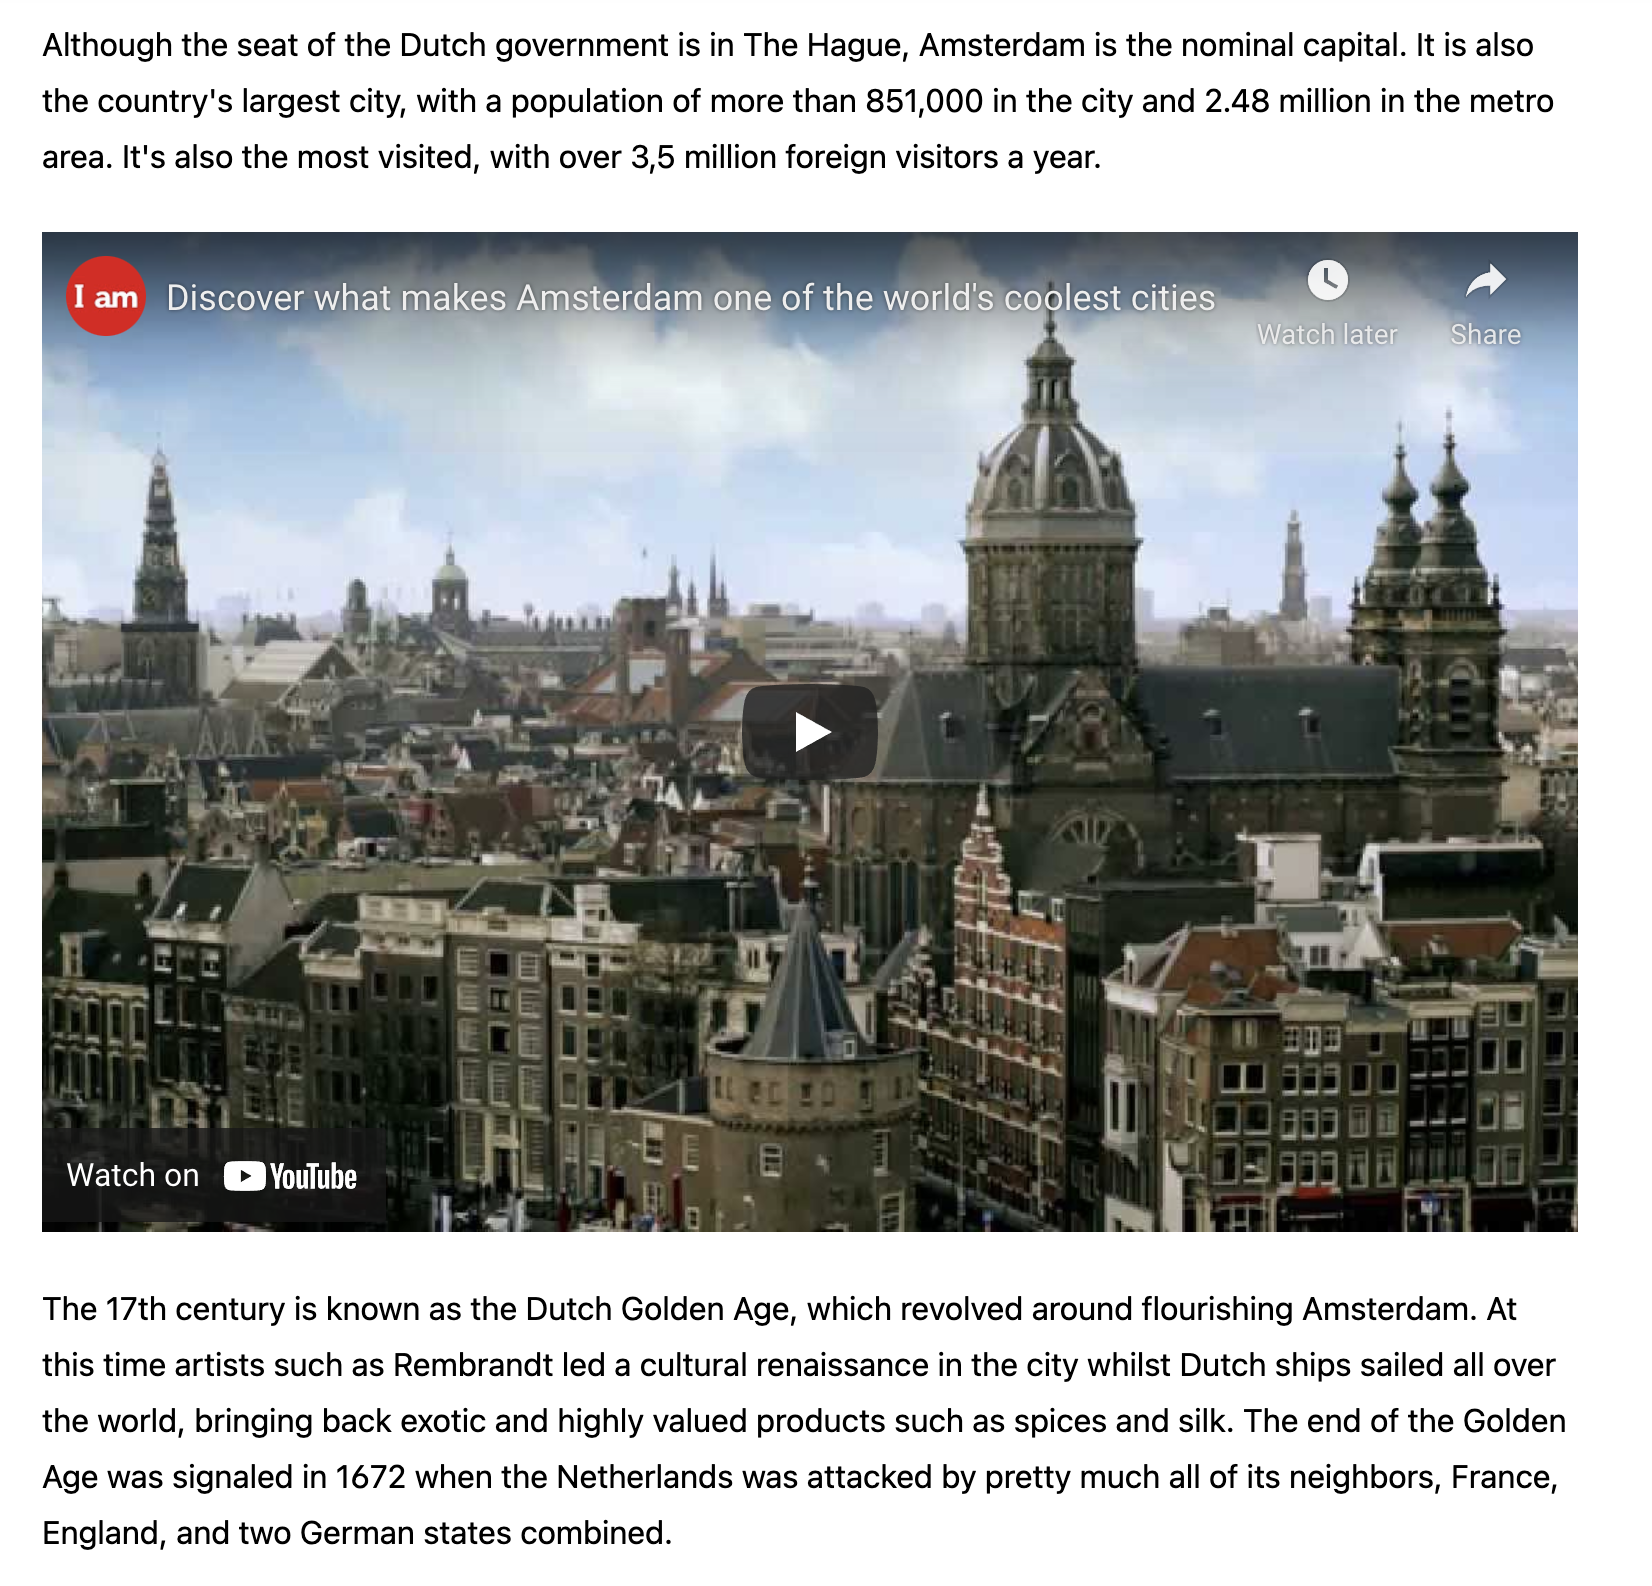 Although the seat of the Dutch government is in The Hague, Amsterdam is the nominal capital. It is also
the country's largest city, with a population of more than 851,000 in the city and 2.48 million in the metro
area. It's also the most visited, with over 3,5 million foreign visitors a year.
I am
Discover what makes Amsterdam one of the world's coolest cities
Watch later
Share
Watch on YouTube
The 17th century is known as the Dutch Golden Age, which revolved around flourishing Amsterdam. At
this time artists such as Rembrandt led a cultural renaissance in the city whilst Dutch ships sailed all over
the world, bringing back exotic and highly valued products such as spices and silk. The end of the Golden
Age was signaled in 1672 when the Netherlands was attacked by pretty much all of its neighbors, France,
England, and two German states combined.